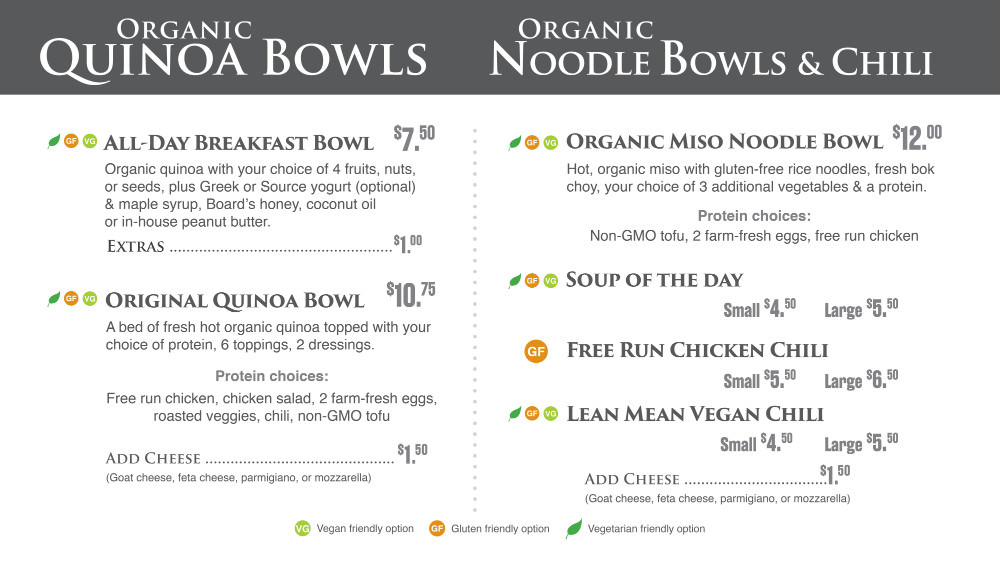 ORGANIC
QUINOA BOWLS
GF VG ALL-DAY BREAKFAST BOWL $7.50
Organic quinoa with your choice of 4 fruits, nuts,
or seeds, plus Greek or Source yogurt (optional)
& maple syrup, Board's honey, coconut oil
or in-house peanut butter.
EXTRAS .....................................................$1.00
GF VG ORIGINAL QUINOA BOWL $10.75
A bed of fresh hot organic quinoa topped with your
choice of protein, 6 toppings, 2 dressings.
Protein choices:
Free run chicken, chicken salad, 2 farm-fresh eggs,
roasted veggies, chili, non-GMO tofu
ADD CHEESE ............................................. $1.50
(Goat cheese, feta cheese, parmigiano, or mozzarella)
ORGANIC
NOODLE BOWLS & CHILI
GF VG ORGANIC MISO NOODLE BOWL $12.00
Hot, organic miso with gluten-free rice noodles, fresh bok
choy, your choice of 3 additional vegetables & a protein.
Protein choices:
Non-GMO tofu, 2 farm-fresh eggs, free run chicken
GF VG SOUP OF THE DAY
Small $4.50 Large $5.50
GF FREE RUN CHICKEN CHILI
Small $5.50 Large $6.50
GF VG LEAN MEAN VEGAN CHILI
Small $4.50 Large $5.50
ADD CHEESE ..................................$1.50
(Goat cheese, feta cheese, parmigiano, or mozzarella)
VG Vegan friendly option GF Gluten friendly option Vegetarian friendly option